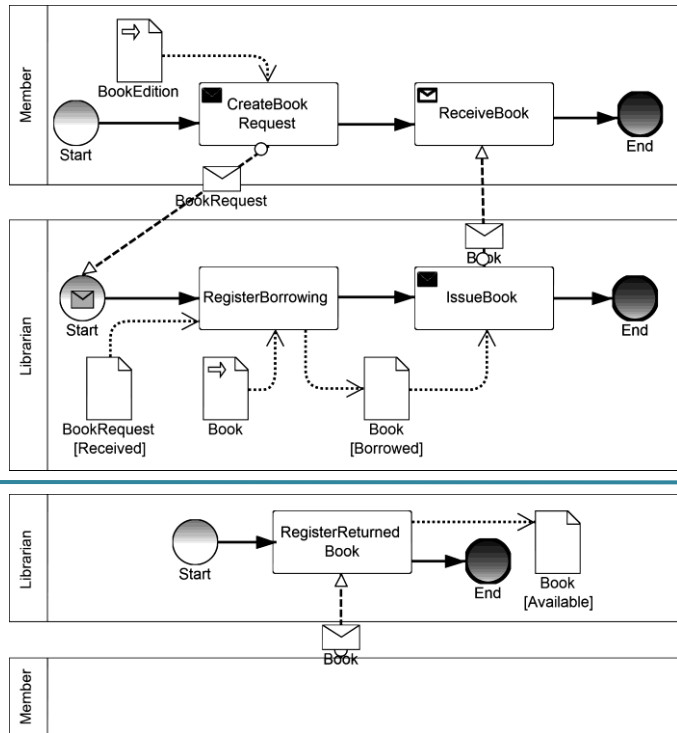 Member
BookEdition
CreateBook
Request
ReceiveBook
Start
End
BookRequest
Librarian
Book
Start
RegisterBorrowing
IssueBook
End
BookRequest
[Received]
Book
Book
[Borrowed]
Librarian
Start
RegisterReturned
Book
End
Book
[Available]
Book
Member